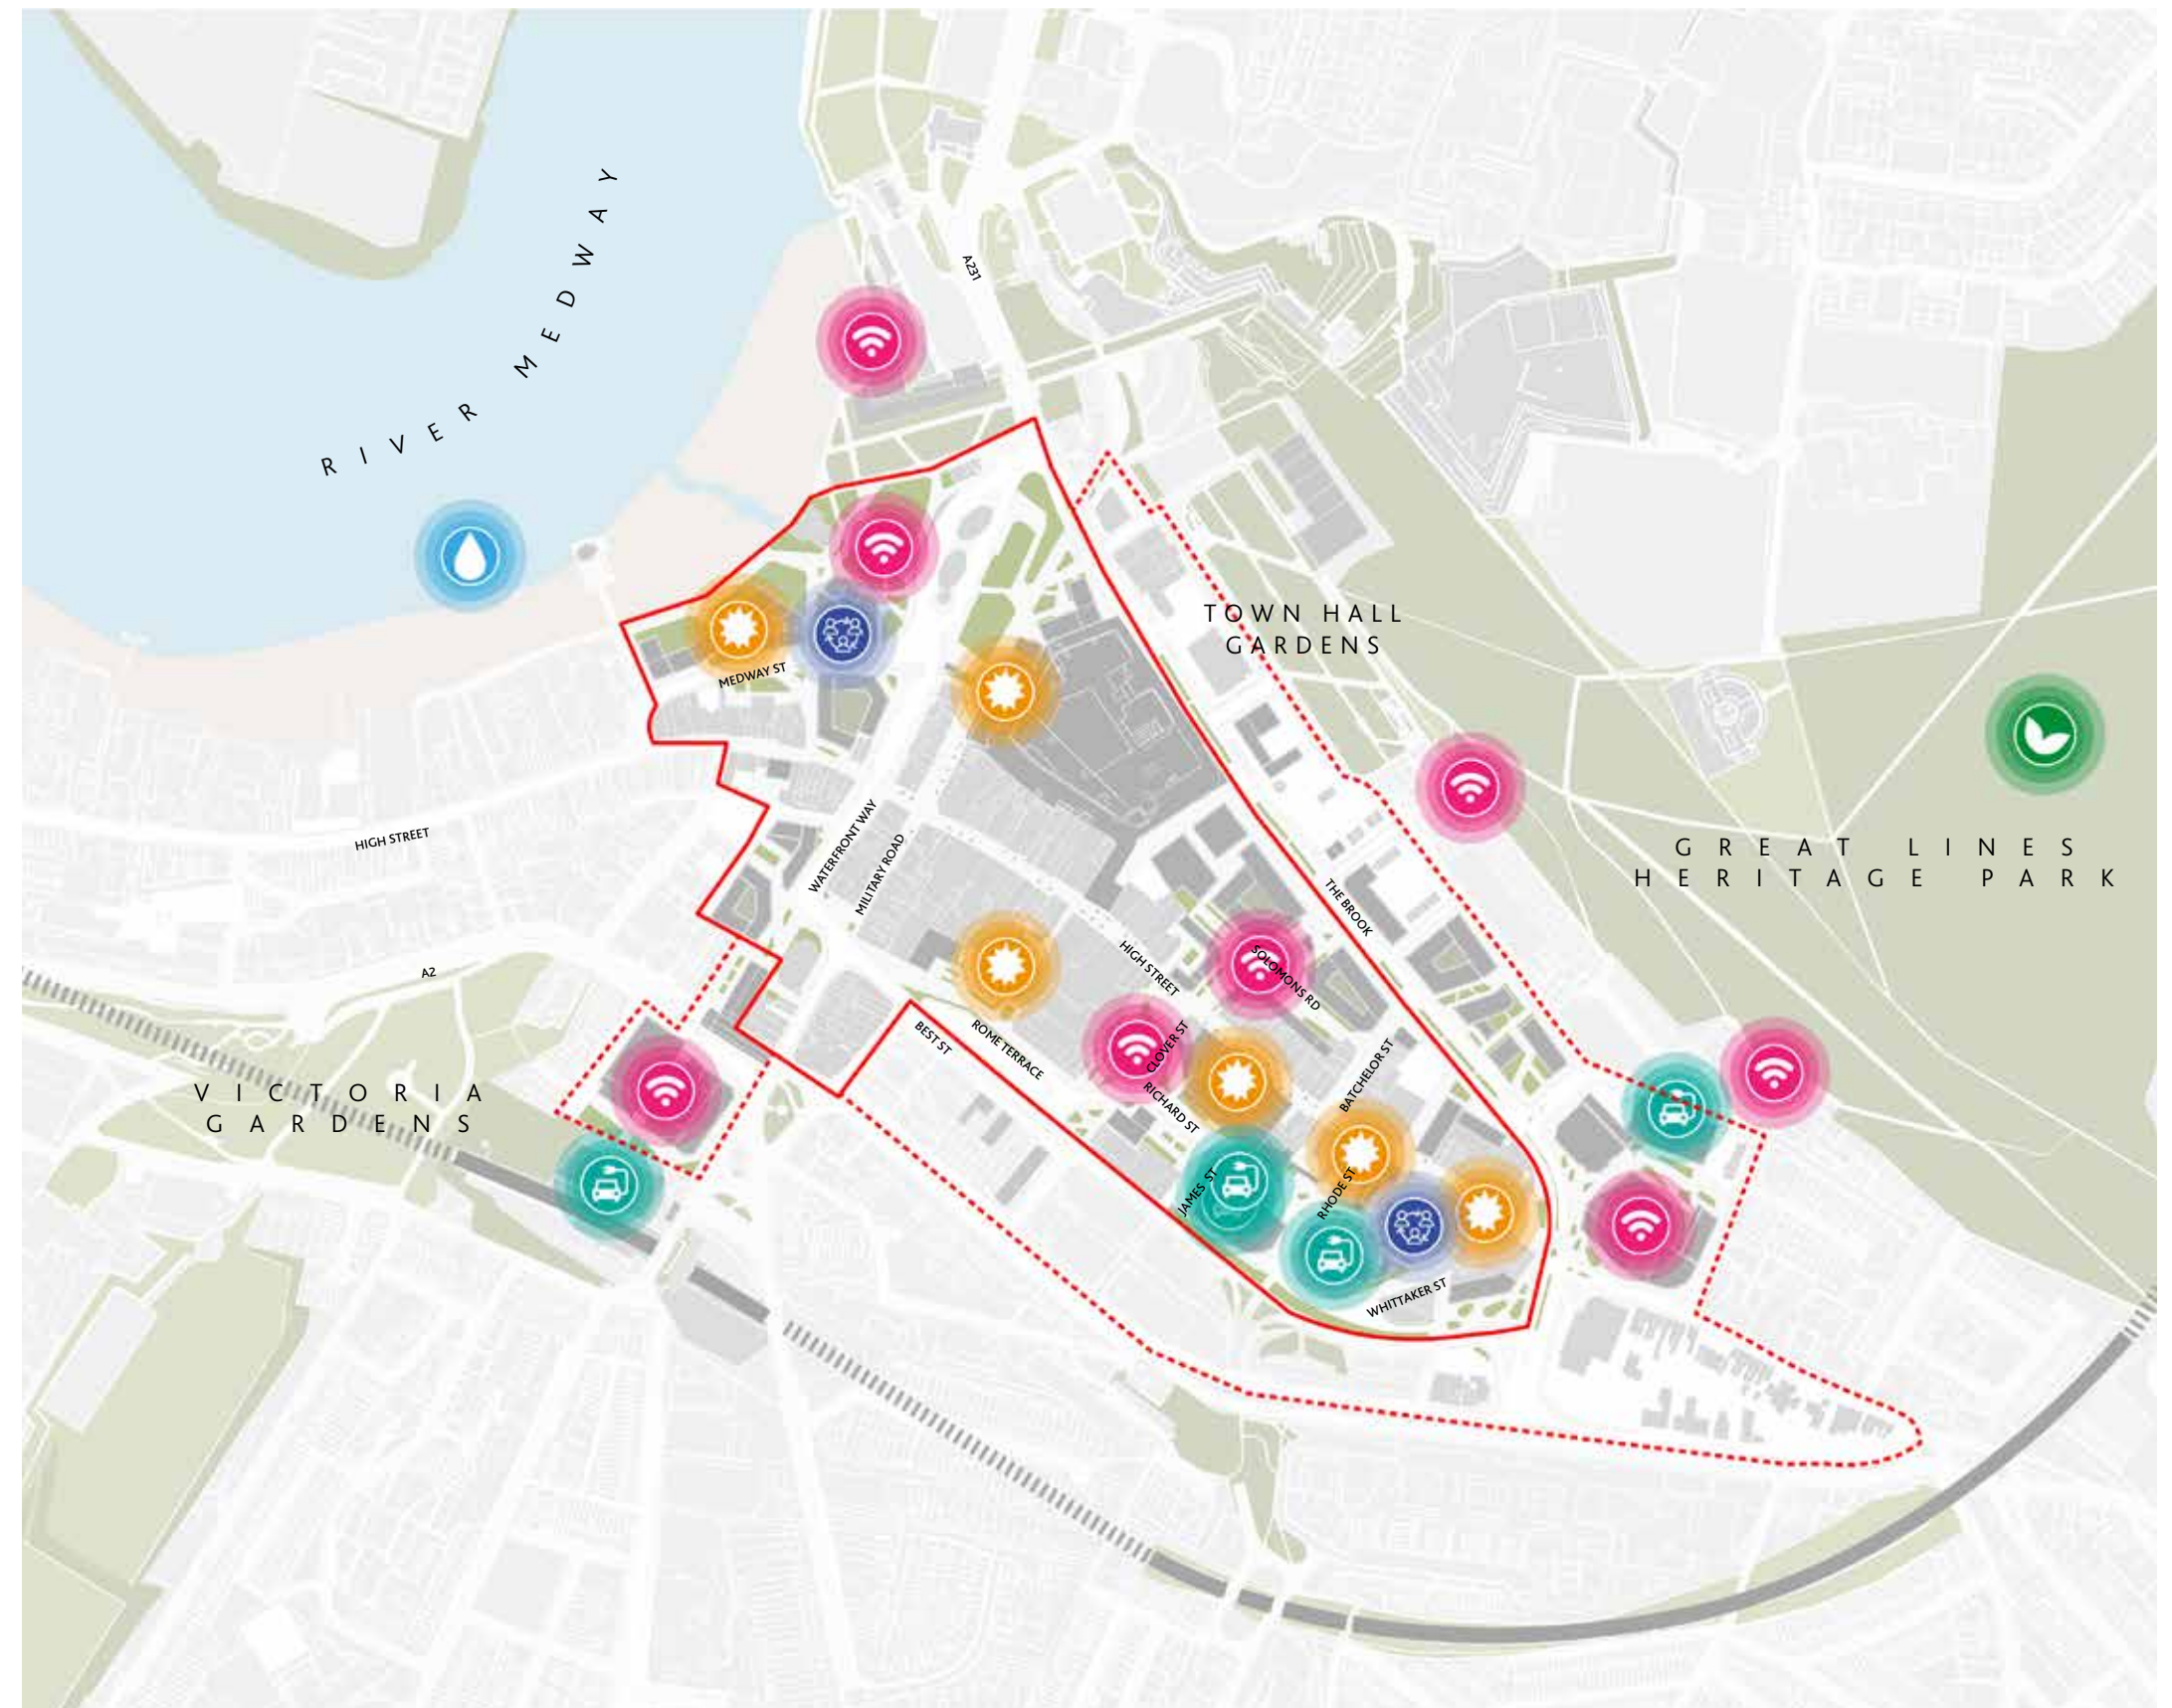 RIVER MEDWAY
A231
TOWN HALL
GARDENS
MEDWAY ST
HIGH STREET
WATERFRONT WAY
MILITARY ROAD
GREAT LINES
HERITAGE PARK
THE BROOK
A2
HIGH STREET
SOLOMONS RD
BEST ST
ROME TERRACE
CLOVER ST
RICHARD ST
BATCHELOR ST
VICTORIA
GARDENS
JAMES ST
RHODE ST
WHITTAKER ST